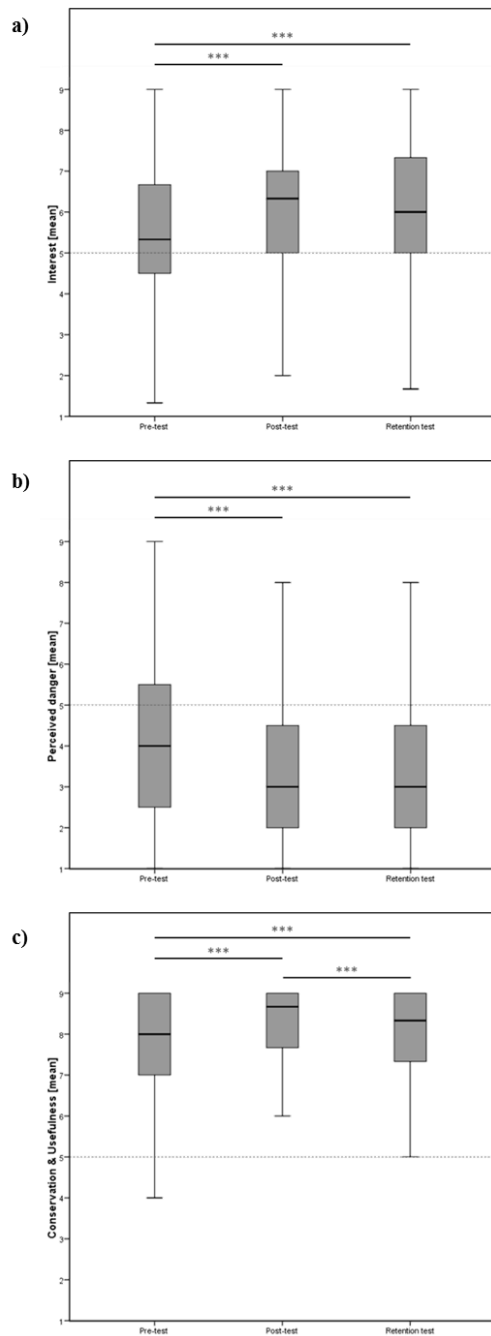 a)
***
***
9
8
7
6
5
4
3
2
1
Interest [mean]
Pre-test
Post-test
Retention test
b)
***
***
9
8
7
6
5
4
3
2
1
Perceived danger [mean]
Pre-test
Post-test
Retention test
c)
***
***
***
9
8
7
6
5
4
3
2
1
Conservation & Usefulness [mean]
Pre-test
Post-test
Retention test